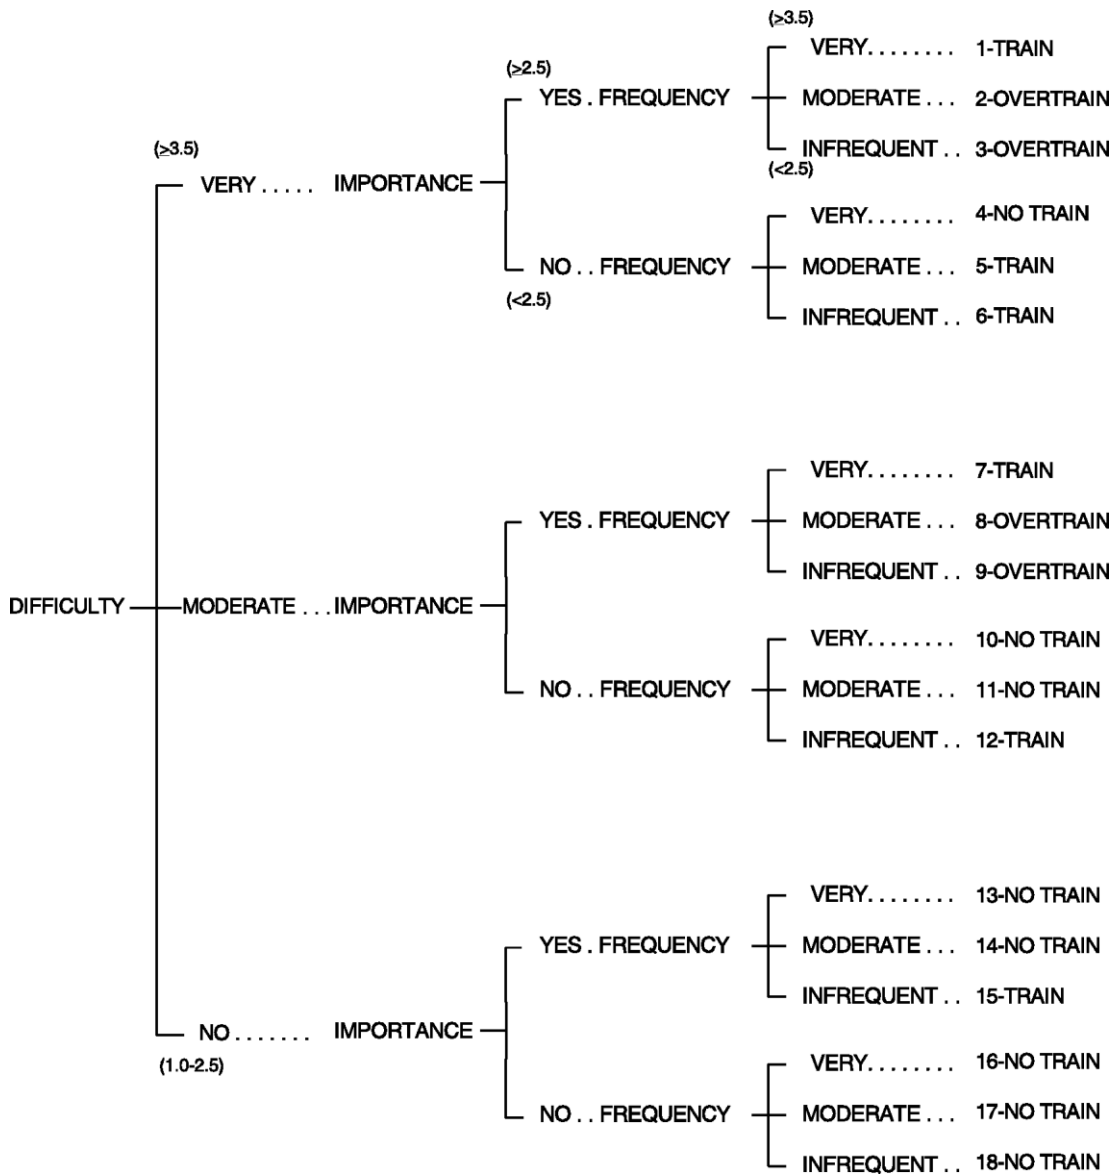 (≥3.5)
VERY........ 1-TRAIN
(≥2.5)
YES . FREQUENCY MODERATE ... 2-OVERTRAIN
(≥3.5) INFREQUENT .. 3-OVERTRAIN
(<2.5)
VERY ..... IMPORTANCE
VERY........ 4-NO TRAIN
NO .. FREQUENCY MODERATE ... 5-TRAIN
(<2.5)
INFREQUENT .. 6-TRAIN
VERY........ 7-TRAIN
YES . FREQUENCY MODERATE ... 8-OVERTRAIN
INFREQUENT .. 9-OVERTRAIN
DIFFICULTY MODERATE ... IMPORTANCE
VERY........ 10-NO TRAIN
NO .. FREQUENCY MODERATE ... 11-NO TRAIN
INFREQUENT .. 12-TRAIN
VERY........ 13-NO TRAIN
YES . FREQUENCY MODERATE ... 14-NO TRAIN
INFREQUENT .. 15-TRAIN
NO ....... IMPORTANCE
(1.0-2.5)
VERY........ 16-NO TRAIN
NO .. FREQUENCY MODERATE ... 17-NO TRAIN
INFREQUENT .. 18-NO TRAIN